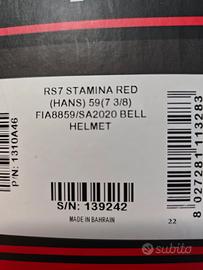 RS7 STAMINA RED
(HANS) 59(7 3/8)
FIA8859/SA2020 BELL
HELMET
P/N: 1310A46
8 027281 113283
S/N: 139242
MADE IN BAHRAIN
22
subito